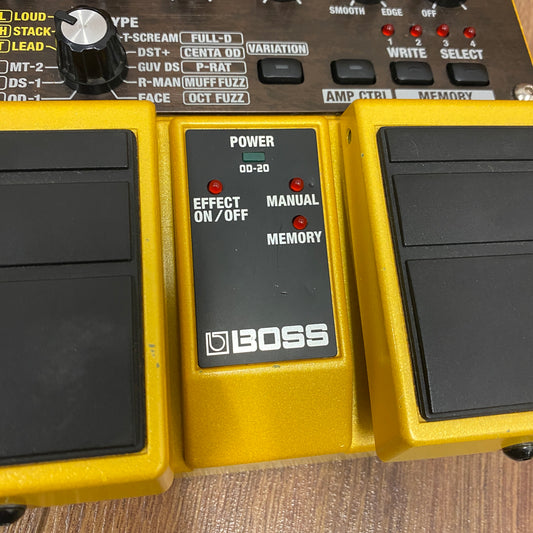 LOUD
STACK
LEAD
MT-2
DS-1
OD-1
TYPE
T-SCREAM FULL-D
DST+ CENTA OD
GUV DS P-RAT
R-MAN MUFF FUZZ
FACE OCT FUZZ
VARIATION
SMOOTH EDGE OFF
1 2 3 4
WRITE SELECT
AMP CTRL MEMORY
POWER
OD-20
EFFECT
ON/OFF
MANUAL
MEMORY
BOSS